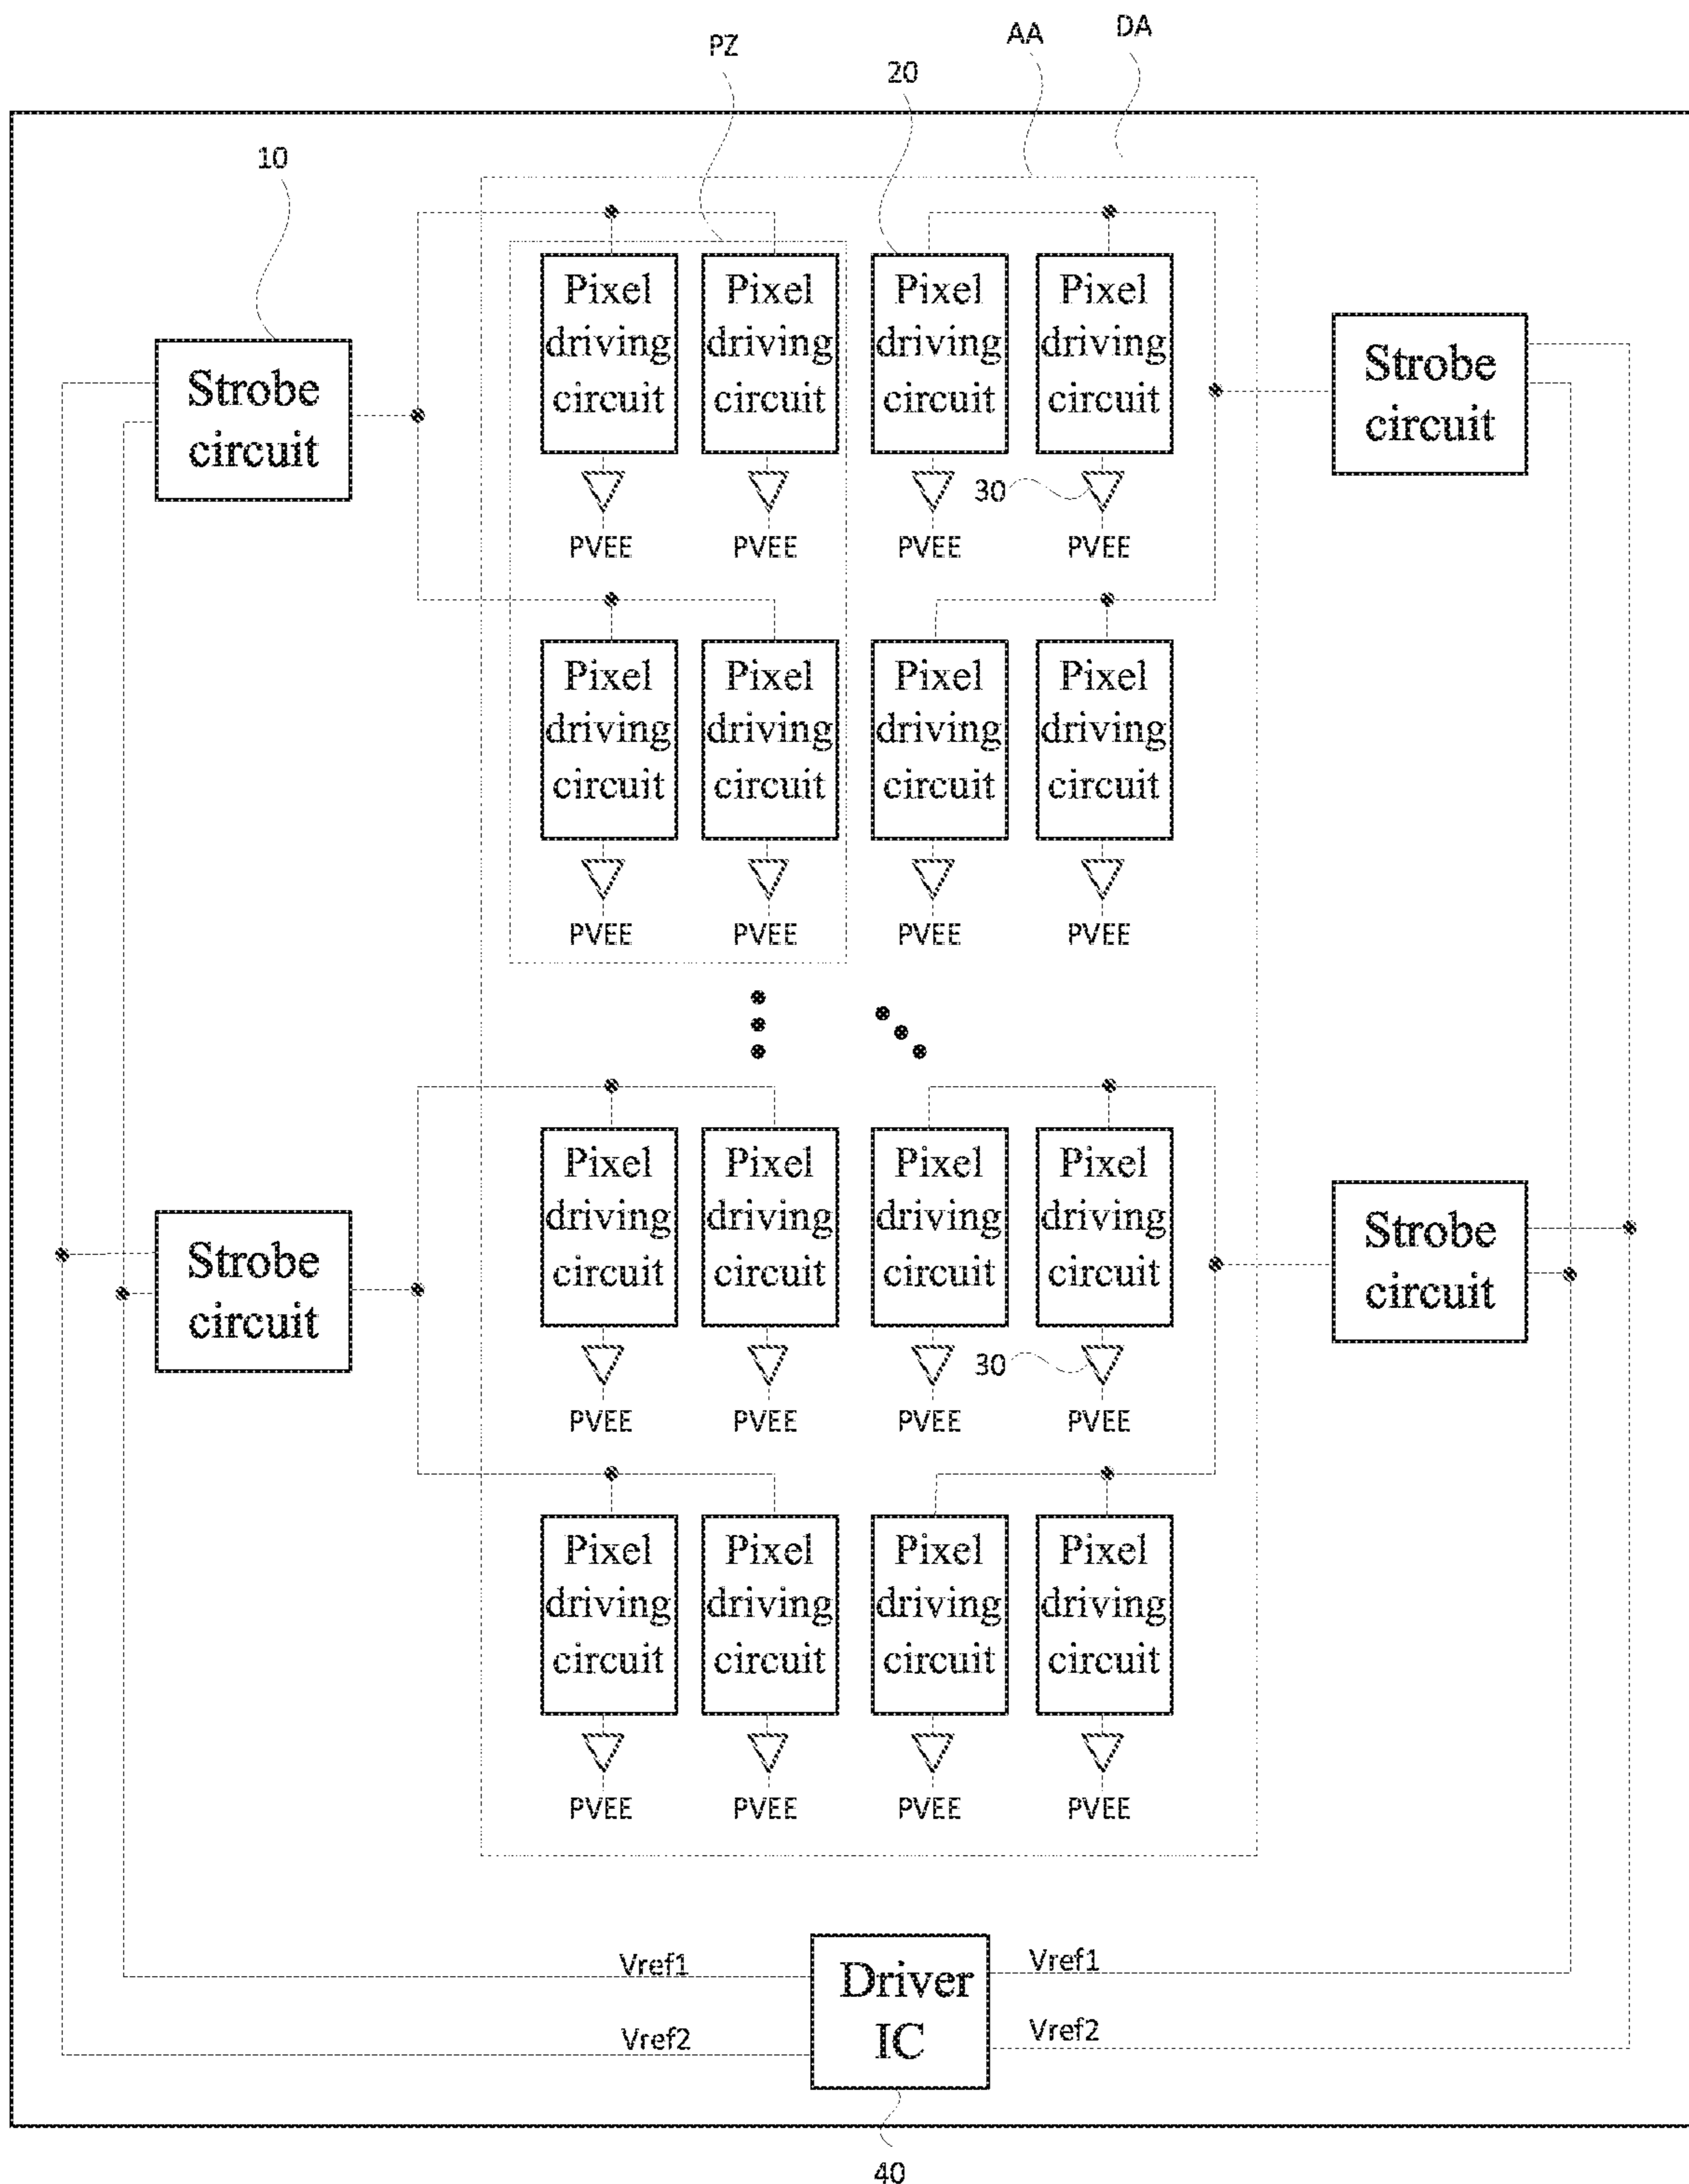 PZ
AA
DA
20
10
Pixel driving circuit
Pixel driving circuit
Pixel driving circuit
Pixel driving circuit
Strobe circuit
Strobe circuit
30
PVEE
PVEE
PVEE
PVEE
Pixel driving circuit
Pixel driving circuit
Pixel driving circuit
Pixel driving circuit
PVEE
PVEE
PVEE
PVEE
Pixel driving circuit
Pixel driving circuit
Pixel driving circuit
Pixel driving circuit
Strobe circuit
Strobe circuit
30
PVEE
PVEE
PVEE
PVEE
Pixel driving circuit
Pixel driving circuit
Pixel driving circuit
Pixel driving circuit
PVEE
PVEE
PVEE
PVEE
Vref1
Driver IC
Vref1
Vref2
Vref2
40